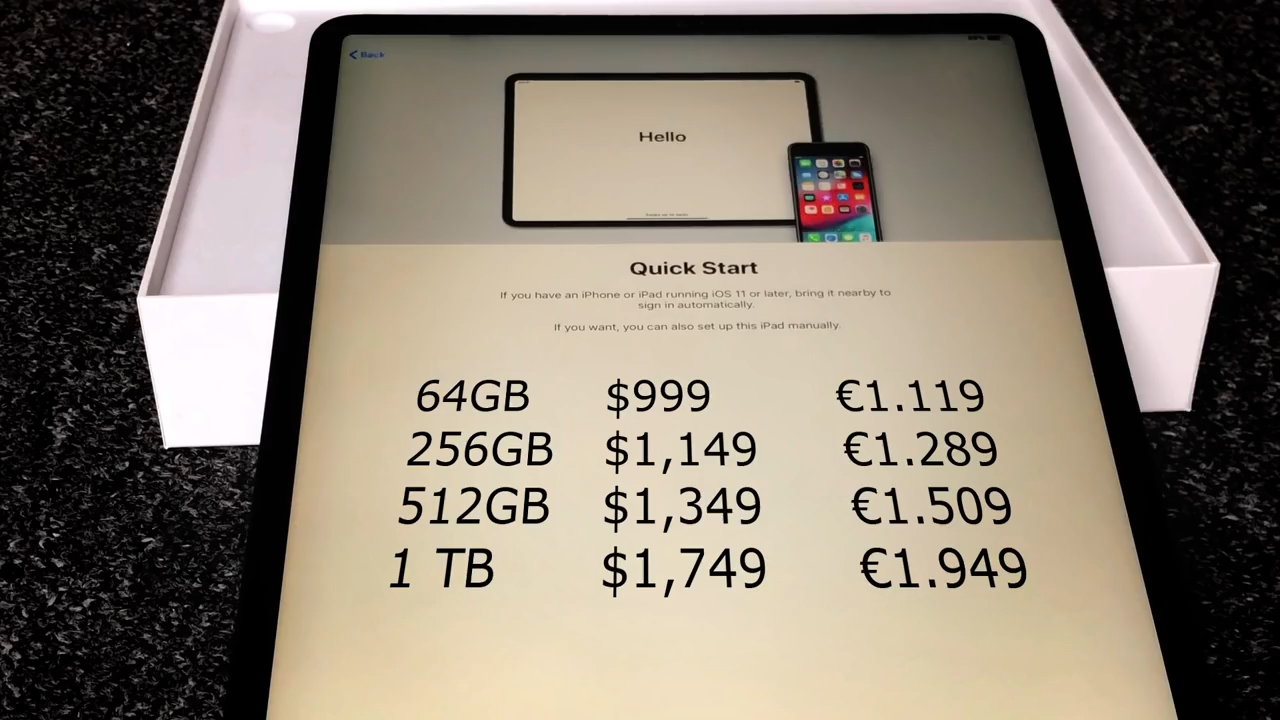 Back
Hello
Quick Start
If you have an iPhone or iPad running iOS 11 or later, bring it nearby to
sign in automatically.
If you want, you can also set up this iPad manually.
64GB $999 €1.119
256GB $1,149 €1.289
512GB $1,349 €1.509
1 TB $1,749 €1.949